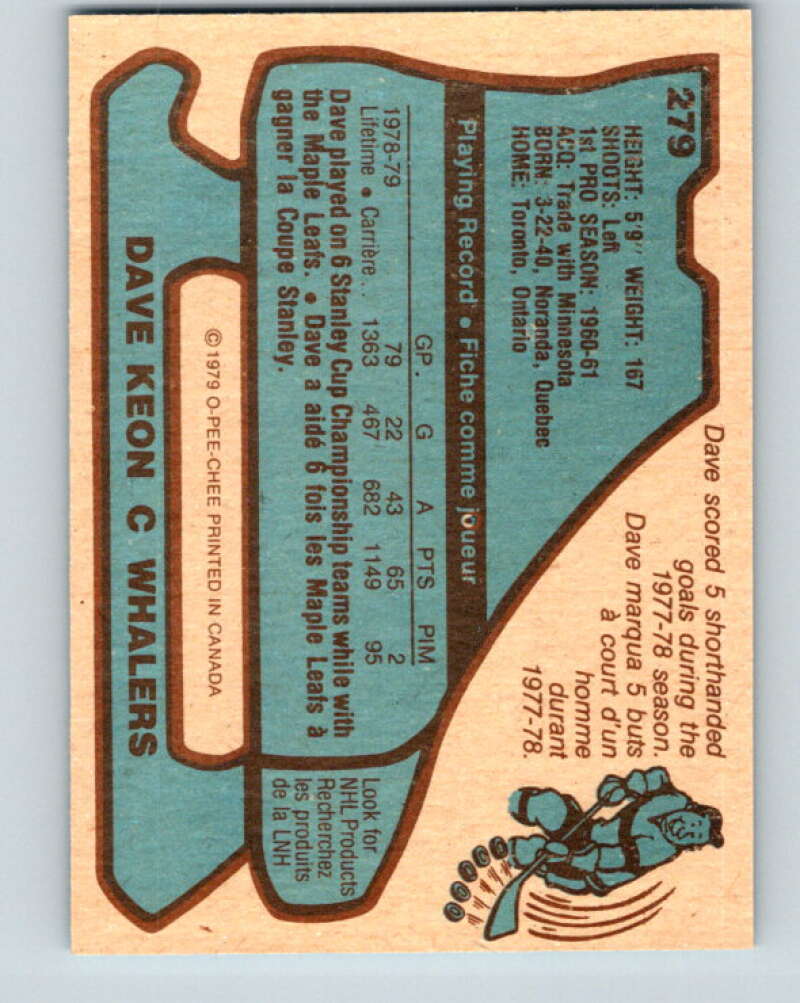 279
HEIGHT: 5'9" WEIGHT: 167
SHOOTS: Left
1st PRO SEASON: 1960-61
ACQ: Trade with Minnesota
BORN: 3-22-40, Noranda, Quebec
HOME: Toronto, Ontario
Dave scored 5 shorthanded
goals during the
1977-78 season.
Dave marqua 5 buts
à court d'un
homme
durant
1977-78.
Playing Record • Fiche comme joueur
GP. G A PTS PIM
1978-79 79 22 43 65 2
Lifetime • Carrière.. 1363 467 682 1149 95
Dave played on 6 Stanley Cup Championship teams while with
the Maple Leafs. • Dave a aidé 6 fois les Maple Leafs à
gagner la Coupe Stanley.
Look for
NHL Products
Recherchez
les produits
de la LNH
©1979 O-PEE-CHEE PRINTED IN CANADA
DAVE KEON C WHALERS